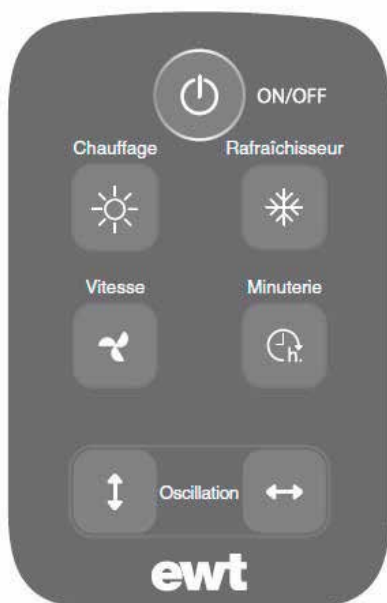 ON/OFF
Chauffage Rafraîchisseur
Vitesse Minuterie
h.
Oscillation
ewt